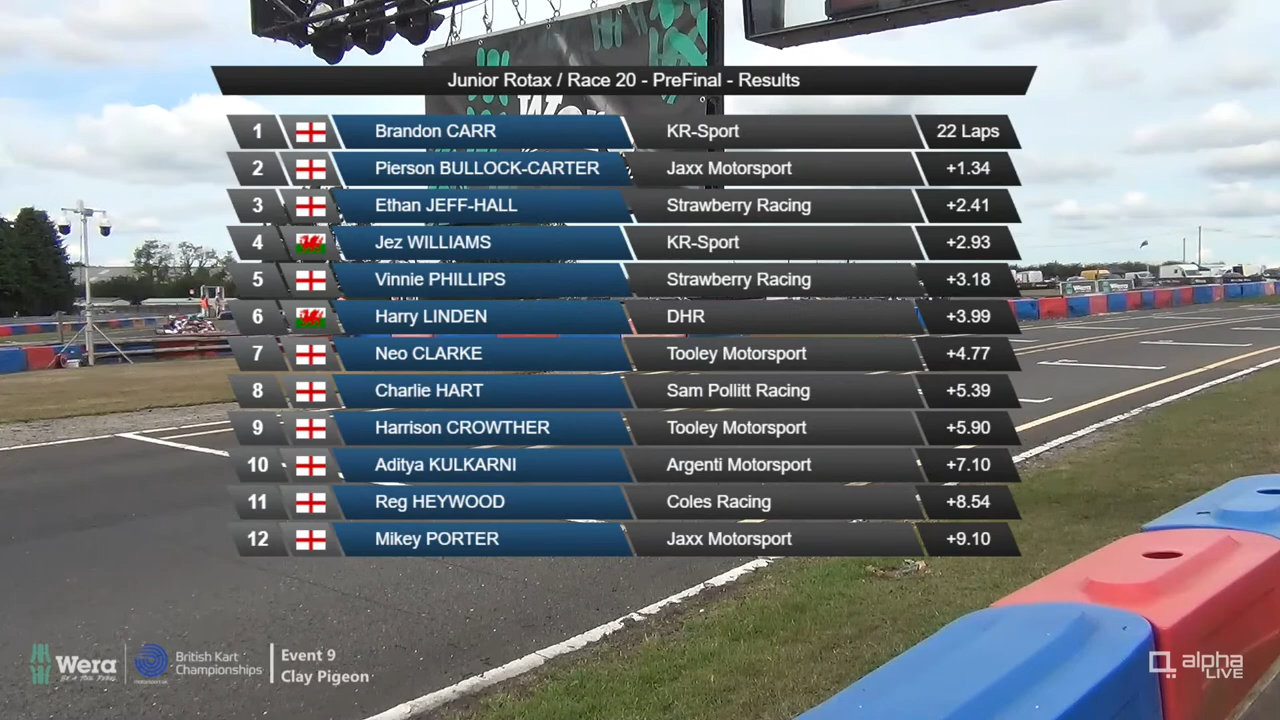 Junior Rotax / Race 20 - PreFinal - Results
1 Brandon CARR KR-Sport 22 Laps
2 Pierson BULLOCK-CARTER Jaxx Motorsport +1.34
3 Ethan JEFF-HALL Strawberry Racing +2.41
4 Jez WILLIAMS KR-Sport +2.93
5 Vinnie PHILLIPS Strawberry Racing +3.18
6 Harry LINDEN DHR +3.99
7 Neo CLARKE Tooley Motorsport +4.77
8 Charlie HART Sam Pollitt Racing +5.39
9 Harrison CROWTHER Tooley Motorsport +5.90
10 Aditya KULKARNI Argenti Motorsport +7.10
11 Reg HEYWOOD Coles Racing +8.54
12 Mikey PORTER Jaxx Motorsport +9.10
Wera
British Kart
Championships
Event 9
Clay Pigeon
alpha
LIVE